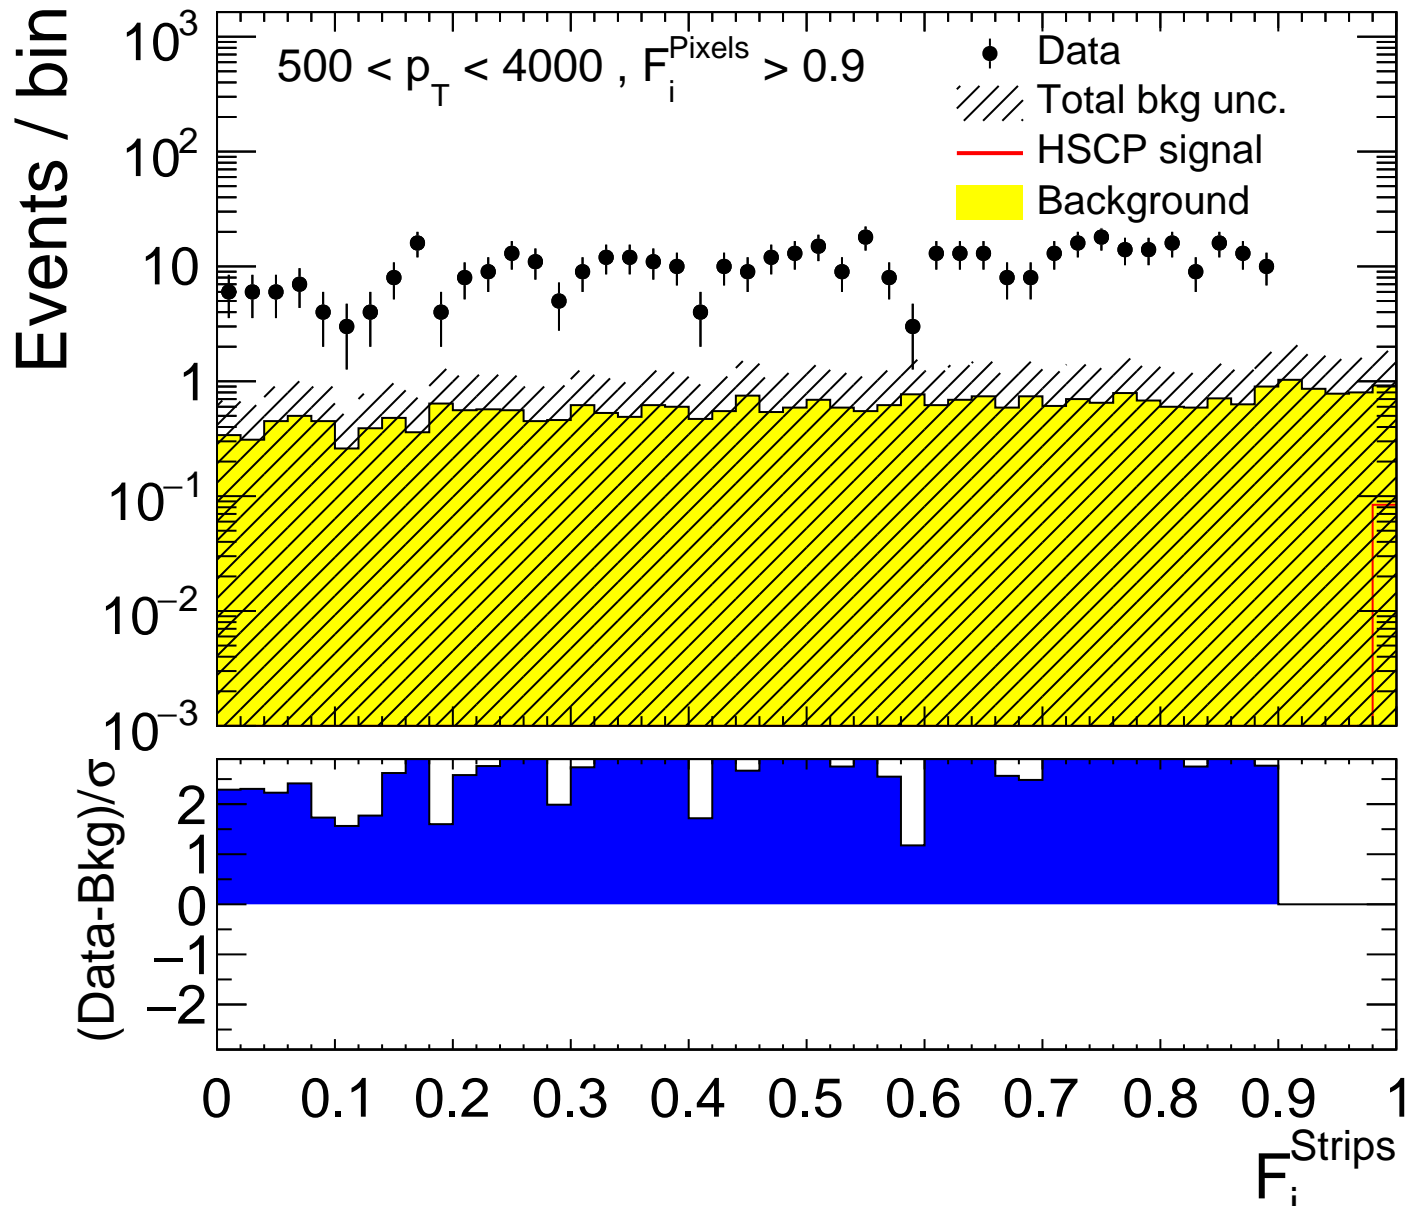 Events / bin
10³
10²
10
1
10⁻¹
10⁻²
10⁻³
500 < p_T < 4000 , F_i^Pixels > 0.9
Data
Total bkg unc.
HSCP signal
Background
(Data-Bkg)/σ
2
1
0
−1
−2
0 0.1 0.2 0.3 0.4 0.5 0.6 0.7 0.8 0.9 1
F_i^Strips